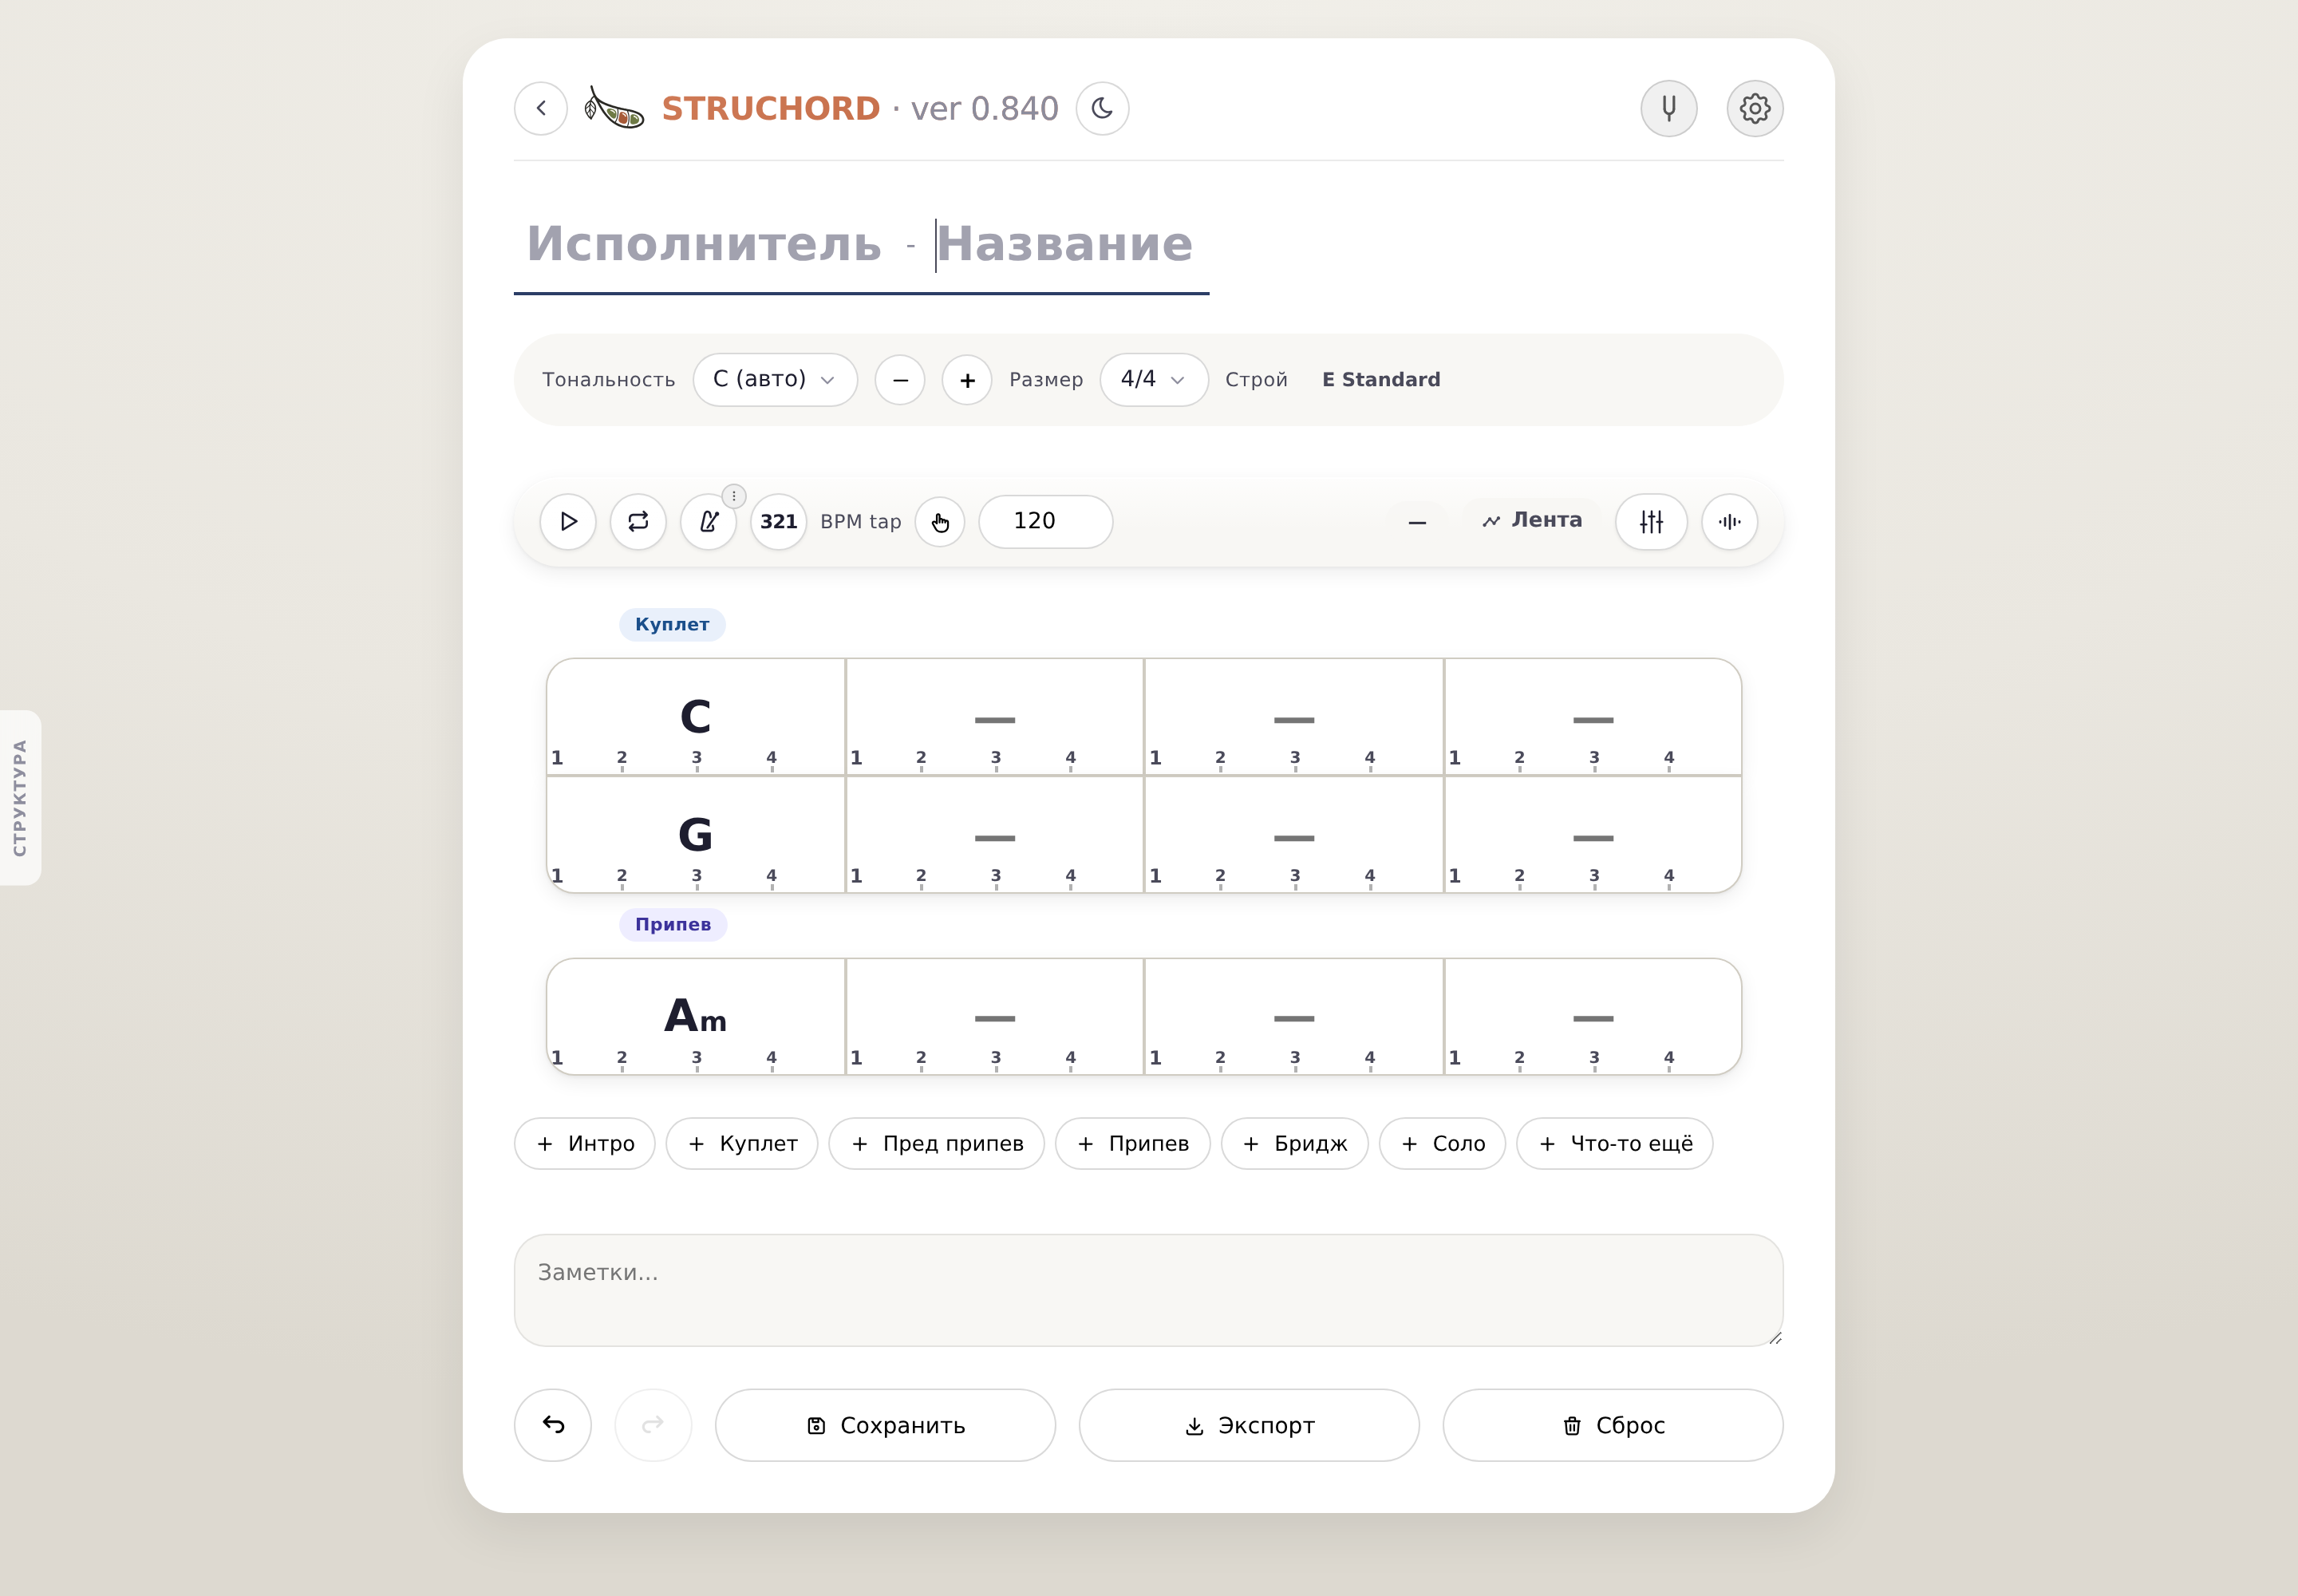 STRUCHORD · ver 0.840
Исполнитель - Название
Тональность C (авто) − + Размер 4/4 Строй E Standard
321 BPM tap 120 — Лента
СТРУКТУРА
Куплет
C — — —
1 2 3 4 1 2 3 4 1 2 3 4 1 2 3 4
G — — —
1 2 3 4 1 2 3 4 1 2 3 4 1 2 3 4
Припев
Am — — —
1 2 3 4 1 2 3 4 1 2 3 4 1 2 3 4
+ Интро + Куплет + Пред припев + Припев + Бридж + Соло + Что-то ещё
Заметки...
Сохранить Экспорт Сброс